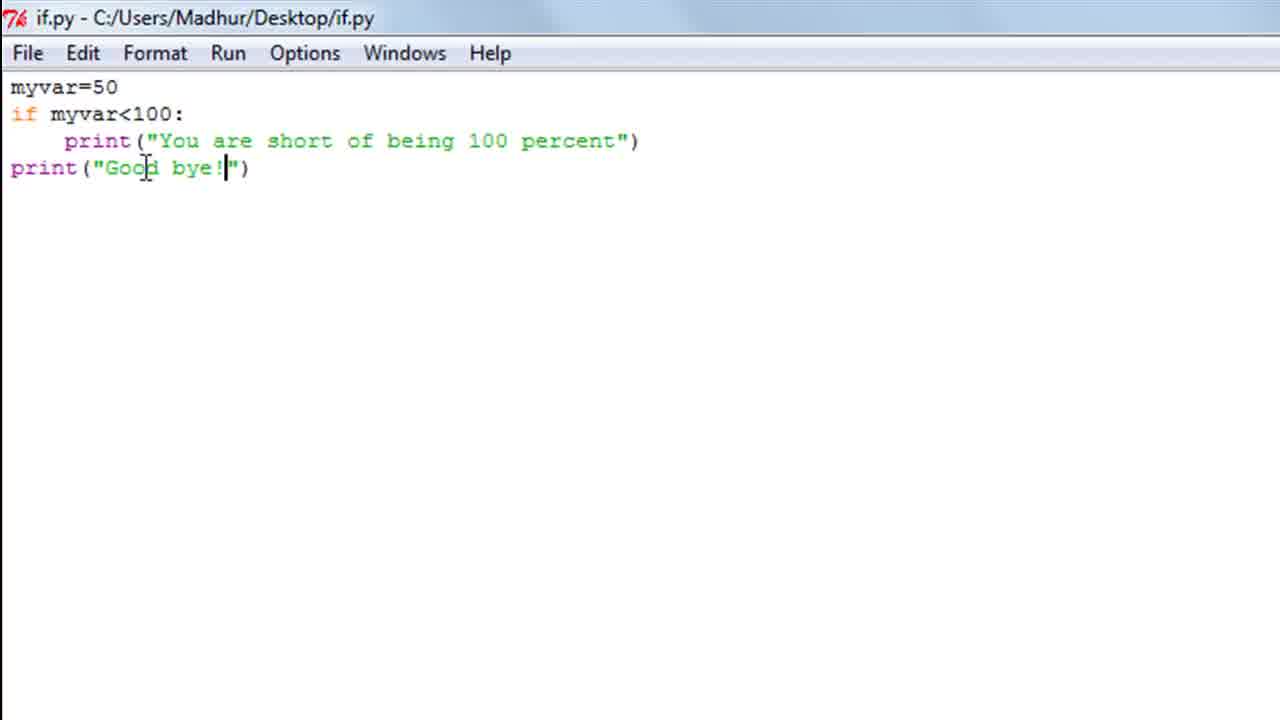 if.py - C:/Users/Madhur/Desktop/if.py
File Edit Format Run Options Windows Help
myvar=50
if myvar<100:
    print("You are short of being 100 percent")
print("Good bye!")